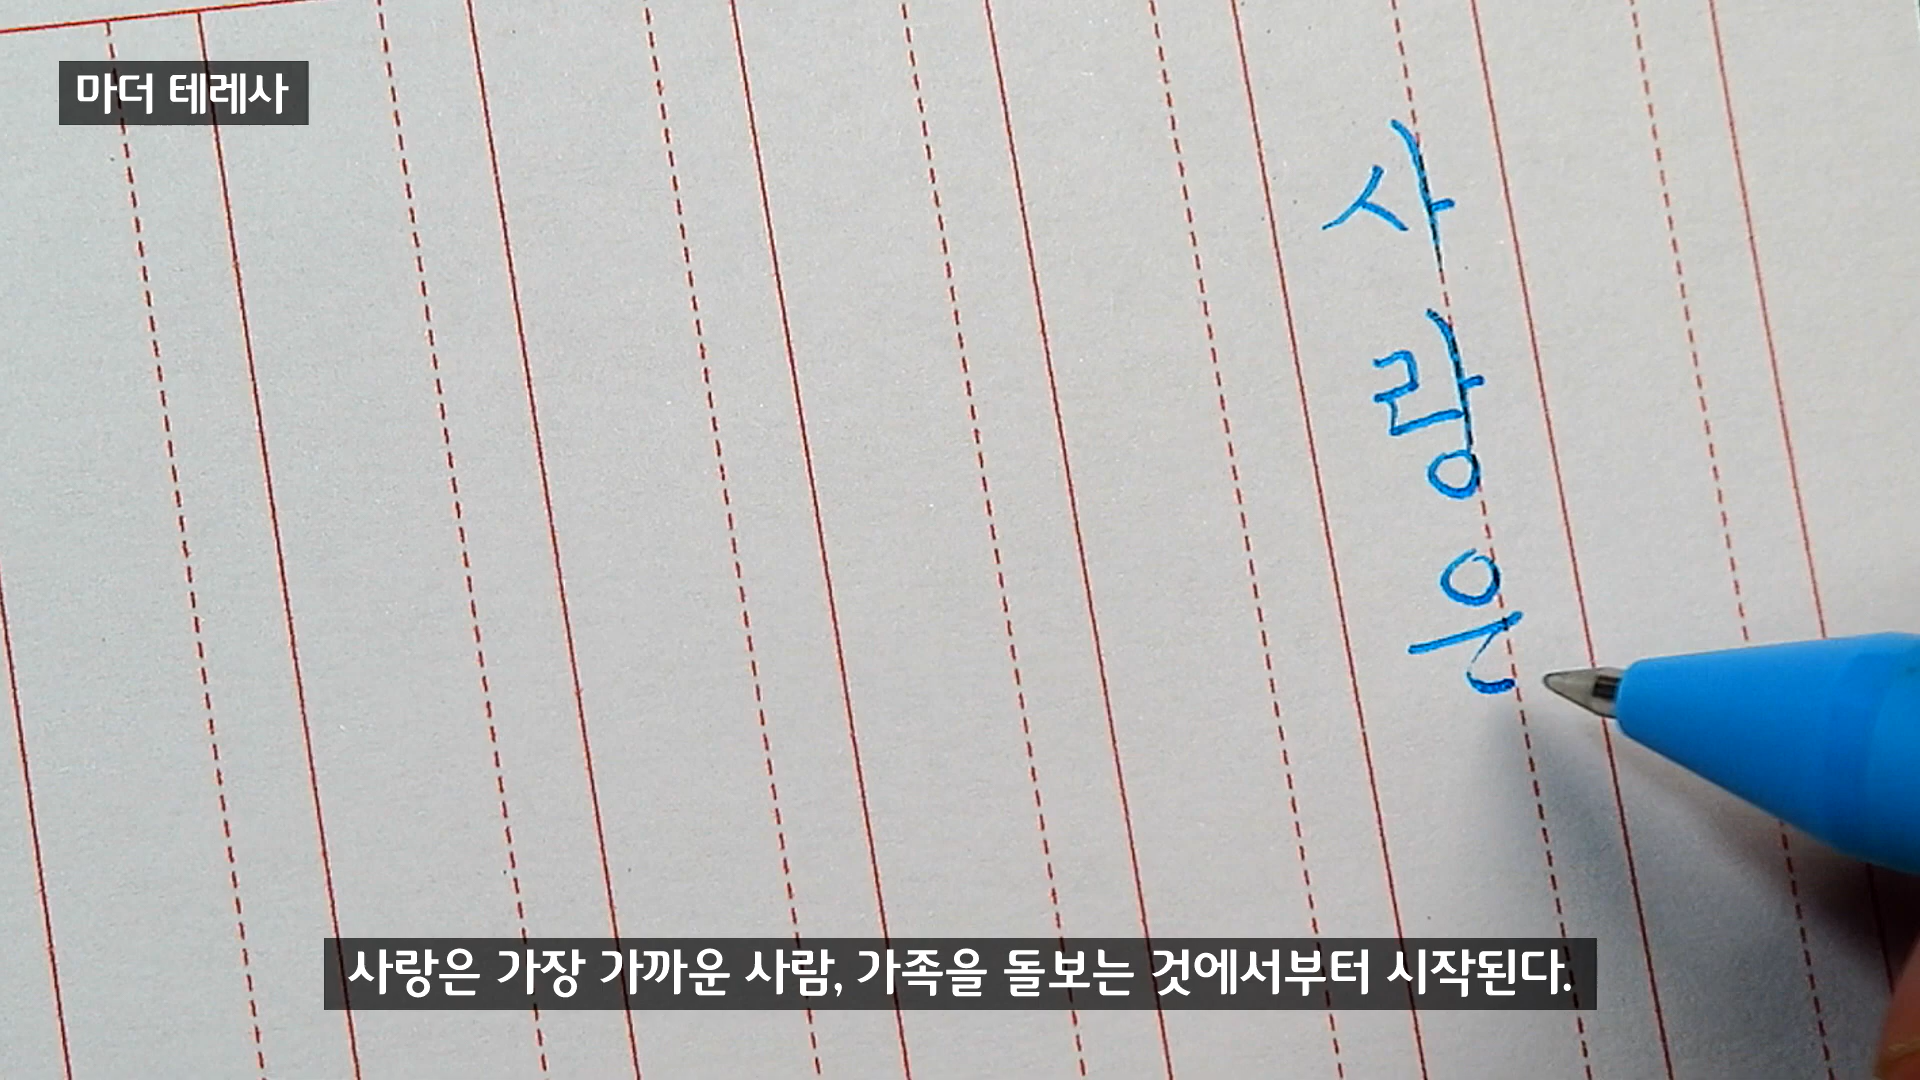 마더 테레사
사랑은
사랑은 가장 가까운 사람, 가족을 돌보는 것에서부터 시작된다.